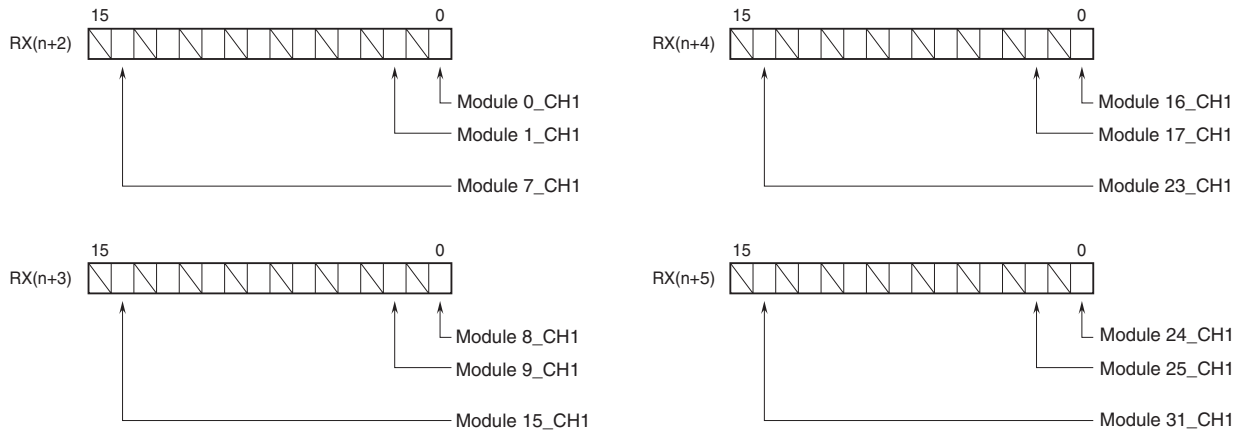 15 0
RX(n+2)
Module 0_CH1
Module 1_CH1
Module 7_CH1
15 0
RX(n+4)
Module 16_CH1
Module 17_CH1
Module 23_CH1
15 0
RX(n+3)
Module 8_CH1
Module 9_CH1
Module 15_CH1
15 0
RX(n+5)
Module 24_CH1
Module 25_CH1
Module 31_CH1